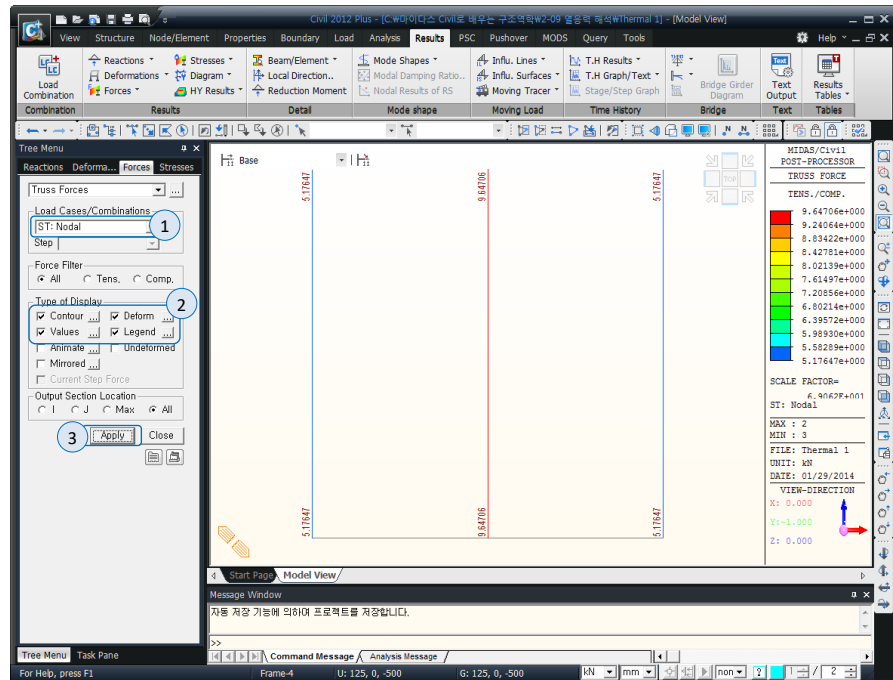 Civil 2012 Plus - [C:₩마이다스 Civil로 배우는 구조역학₩2-09 열응력 해석₩Thermal 1] - [Model View]
View Structure Node/Element Properties Boundary Load Analysis Results PSC Pushover MODS Query Tools Help
Load Combination
Reactions
Deformations
Forces
Stresses
Diagram
HY Results
Beam/Element
Local Direction..
Reduction Moment
Mode Shapes
Modal Damping Ratio..
Nodal Results of RS
Influ. Lines
Influ. Surfaces
Moving Tracer
T.H Results
T.H Graph/Text
Stage/Step Graph
Bridge Girder Diagram
Text
Text Output
Results Tables
Combination Results Detail Mode shape Moving Load Time History Bridge Text Tables
Tree Menu
Reactions Deforma... Forces Stresses
Truss Forces ...
Load Cases/Combinations
ST: Nodal
1
Step
Force Filter
All Tens. Comp.
Type of Display
2
Contour ... Deform ...
Values ... Legend ...
Animate ... Undeformed
Mirrored ...
Current Step Force
Output Section Location
I J Max All
3
Apply Close
Base
TOP
5.17647 9.64706 5.17647
5.17647 9.64706 5.17647
MIDAS/Civil
POST-PROCESSOR
TRUSS FORCE
TENS./COMP.
9.64706e+000
9.24064e+000
8.83422e+000
8.42781e+000
8.02139e+000
7.61497e+000
7.20856e+000
6.80214e+000
6.39572e+000
5.98930e+000
5.58289e+000
5.17647e+000
SCALE FACTOR=
6.9062E+001
ST: Nodal
MAX : 2
MIN : 3
FILE: Thermal 1
UNIT: kN
DATE: 01/29/2014
VIEW-DIRECTION
X: 0.000
Y:-1.000
Z: 0.000
Start Page Model View
Message Window
자동 저장 기능에 의하여 프로젝트를 저장합니다.
>>
Command Message Analysis Message
Tree Menu Task Pane
For Help, press F1 Frame-4 U: 125, 0, -500 G: 125, 0, -500 kN mm non ? 1 / 2